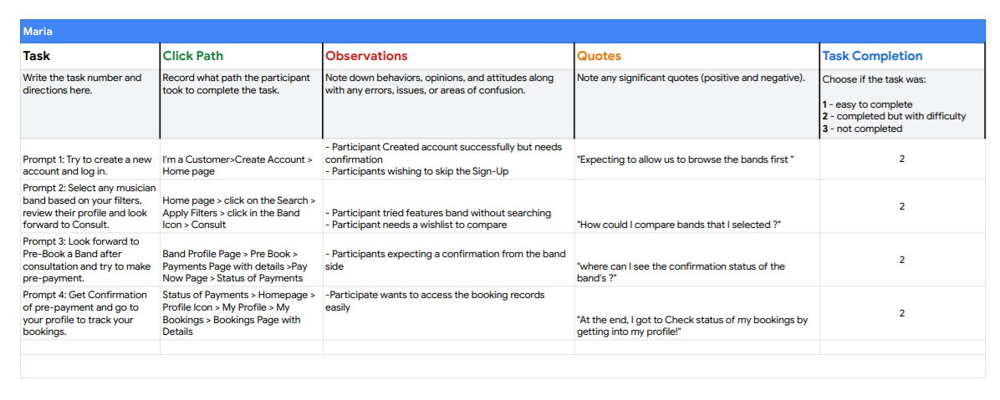 Maria
Task
Click Path
Observations
Quotes
Task Completion
Write the task number and
directions here.
Record what path the participant
took to complete the task.
Note down behaviors, opinions, and attitudes along
with any errors, issues, or areas of confusion.
Note any significant quotes (positive and negative).
Choose if the task was:
1 - easy to complete
2 - completed but with difficulty
3 - not completed
Prompt 1: Try to create a new
account and log in.
I'm a Customer>Create Account >
Home page
- Participant Created account successfully but needs
confirmation
- Participants wishing to skip the Sign-Up
"Expecting to allow us to browse the bands first "
2
Prompt 2: Select any musician
band based on your filters,
review their profile and look
forward to Consult.
Home page > click on the Search >
Apply Filters > click in the Band
Icon > Consult
- Participant tried features band without searching
- Participant needs a wishlist to compare
"How could I compare bands that I selected ?"
2
Prompt 3: Look forward to
Pre-Book a Band after
consultation and try to make
pre-payment.
Band Profile Page > Pre Book >
Payments Page with details >Pay
Now Page > Status of Payments
- Participants expecting a confirmation from the band
side
"where can I see the confirmation status of the
band's ?"
2
Prompt 4: Get Confirmation
of pre-payment and go to
your profile to track your
bookings.
Status of Payments > Homepage >
Profile Icon > My Profile > My
Bookings > Bookings Page with
Details
-Participate wants to access the booking records
easily
"At the end, I got to Check status of my bookings by
getting into my profile!"
2